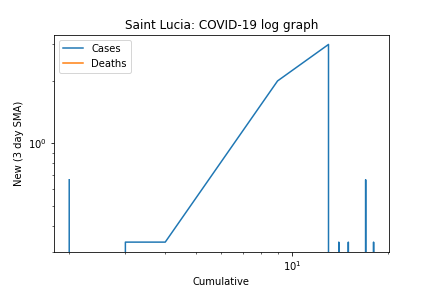 Saint Lucia: COVID-19 log graph
Cases
Deaths
New (3 day SMA)
10⁰
10¹
Cumulative